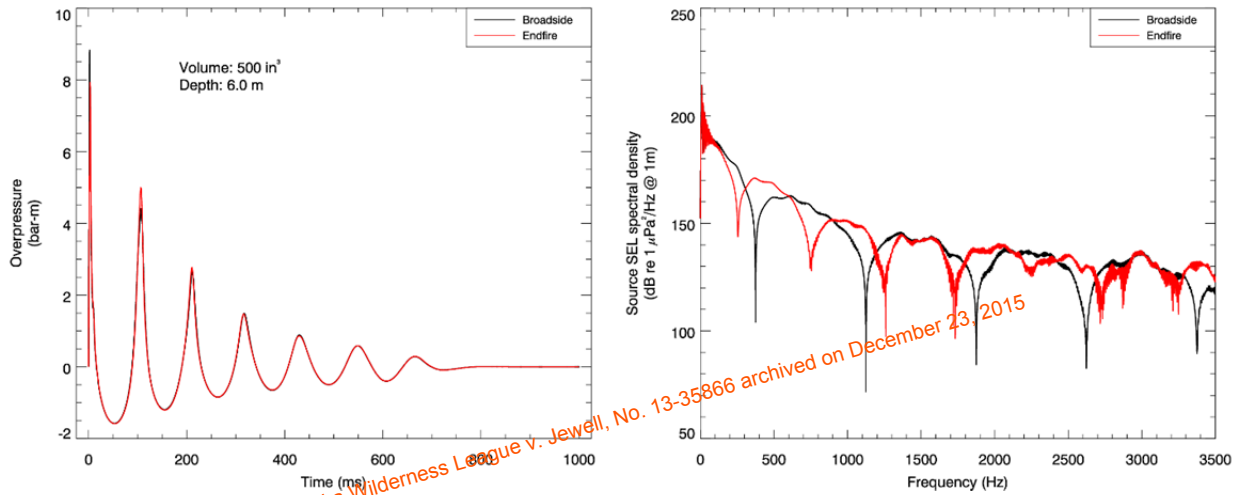 Broadside
Endfire
Volume: 500 in³
Depth: 6.0 m
10
8
6
4
2
0
-2
Overpressure
(bar-m)
0
200
400
600
800
1000
Time (ms)
Broadside
Endfire
250
200
150
100
50
Source SEL spectral density
(dB re 1 μPa²/Hz @ 1m)
0
500
1000
1500
2000
2500
3000
3500
Frequency (Hz)
Wilderness League v. Jewell, No. 13-35866 archived on December 23, 2015